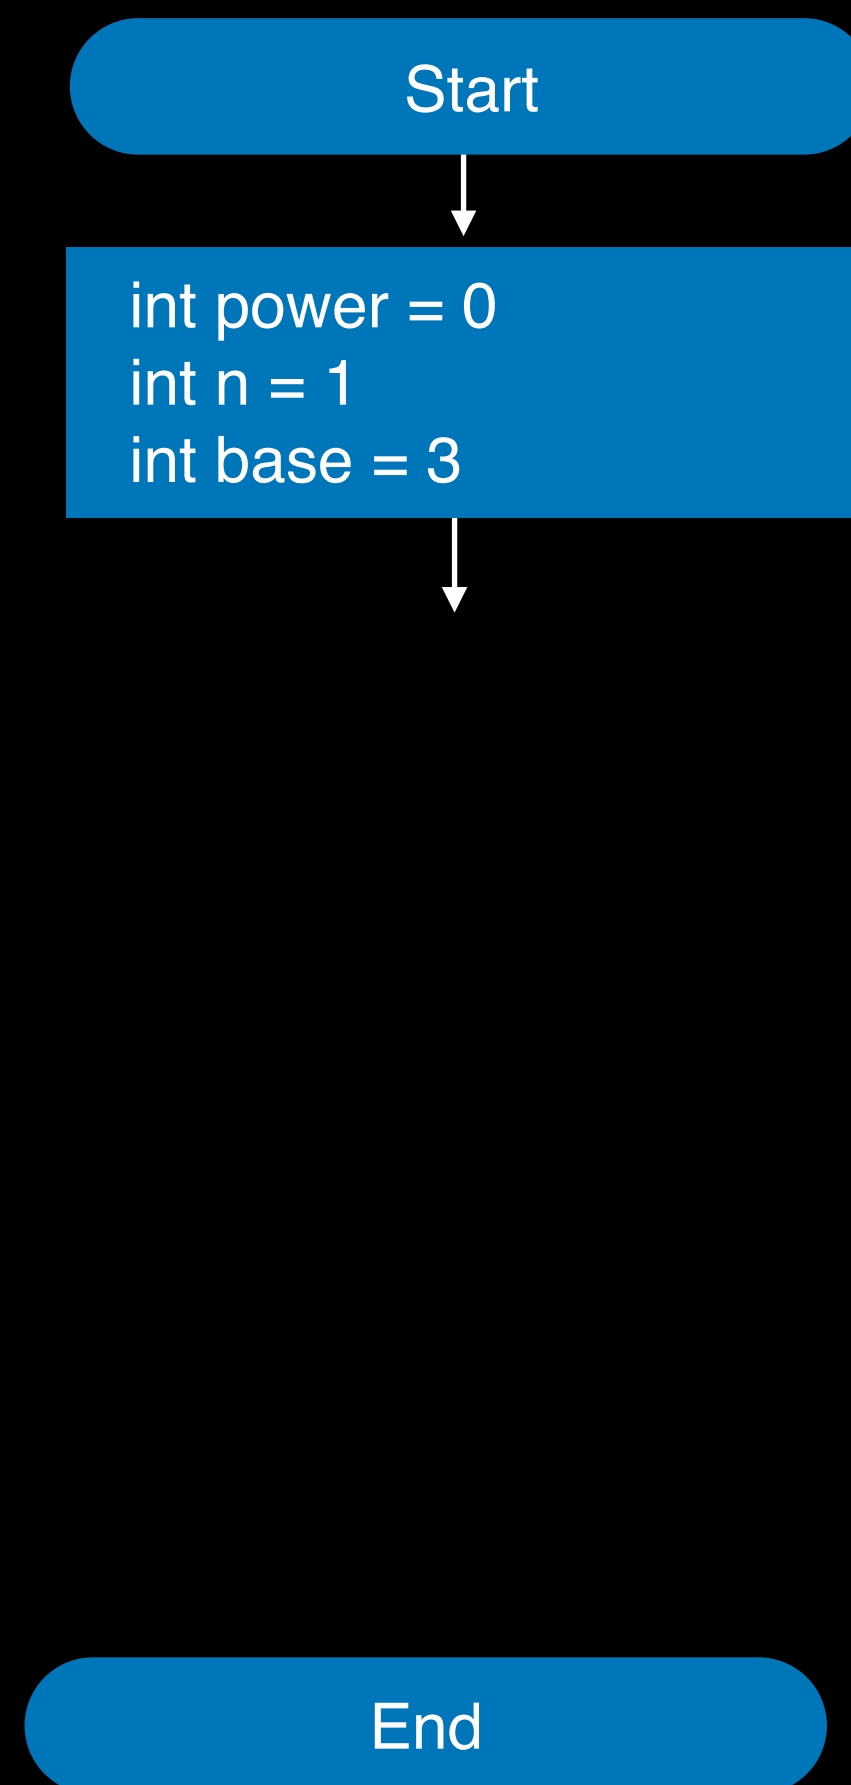 Start
int power = 0
int n = 1
int base = 3
End